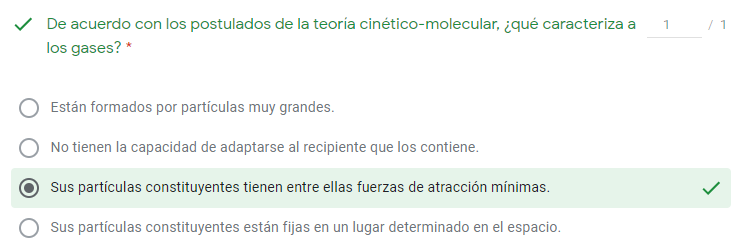 De acuerdo con los postulados de la teoría cinético-molecular, ¿qué caracteriza a
los gases? *
1 / 1
Están formados por partículas muy grandes.
No tienen la capacidad de adaptarse al recipiente que los contiene.
Sus partículas constituyentes tienen entre ellas fuerzas de atracción mínimas.
Sus partículas constituyentes están fijas en un lugar determinado en el espacio.